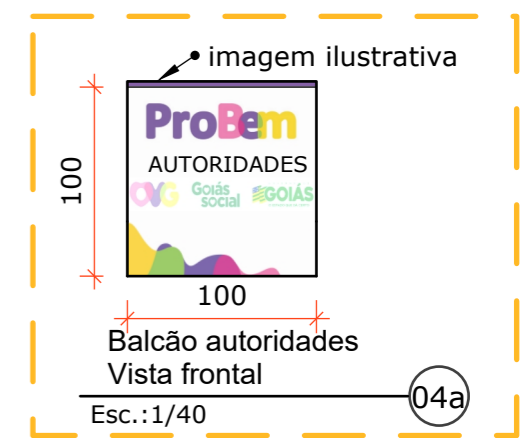 imagem ilustrativa
ProBem
AUTORIDADES
OVG Goiás social GOIÁS
100
100
Balcão autoridades
Vista frontal
04a
Esc.:1/40